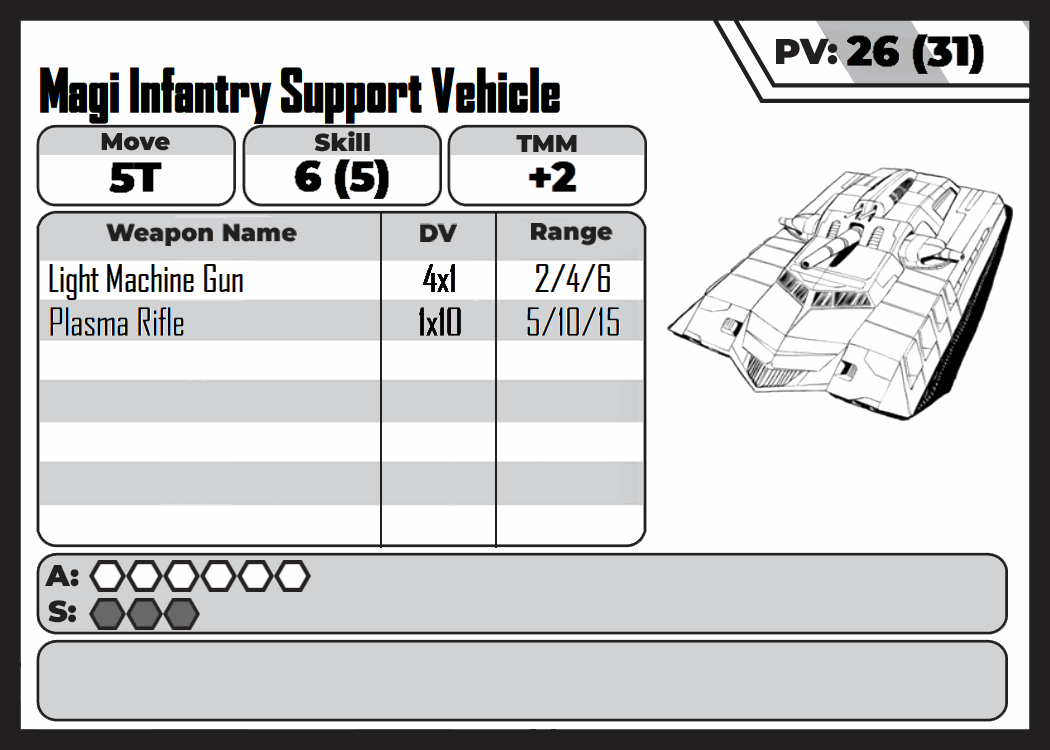 PV: 26 (31)
Magi Infantry Support Vehicle
Move Skill TMM
5T 6 (5) +2
Weapon Name DV Range
Light Machine Gun 4x1 2/4/6
Plasma Rifle 1x10 5/10/15
A:
S: